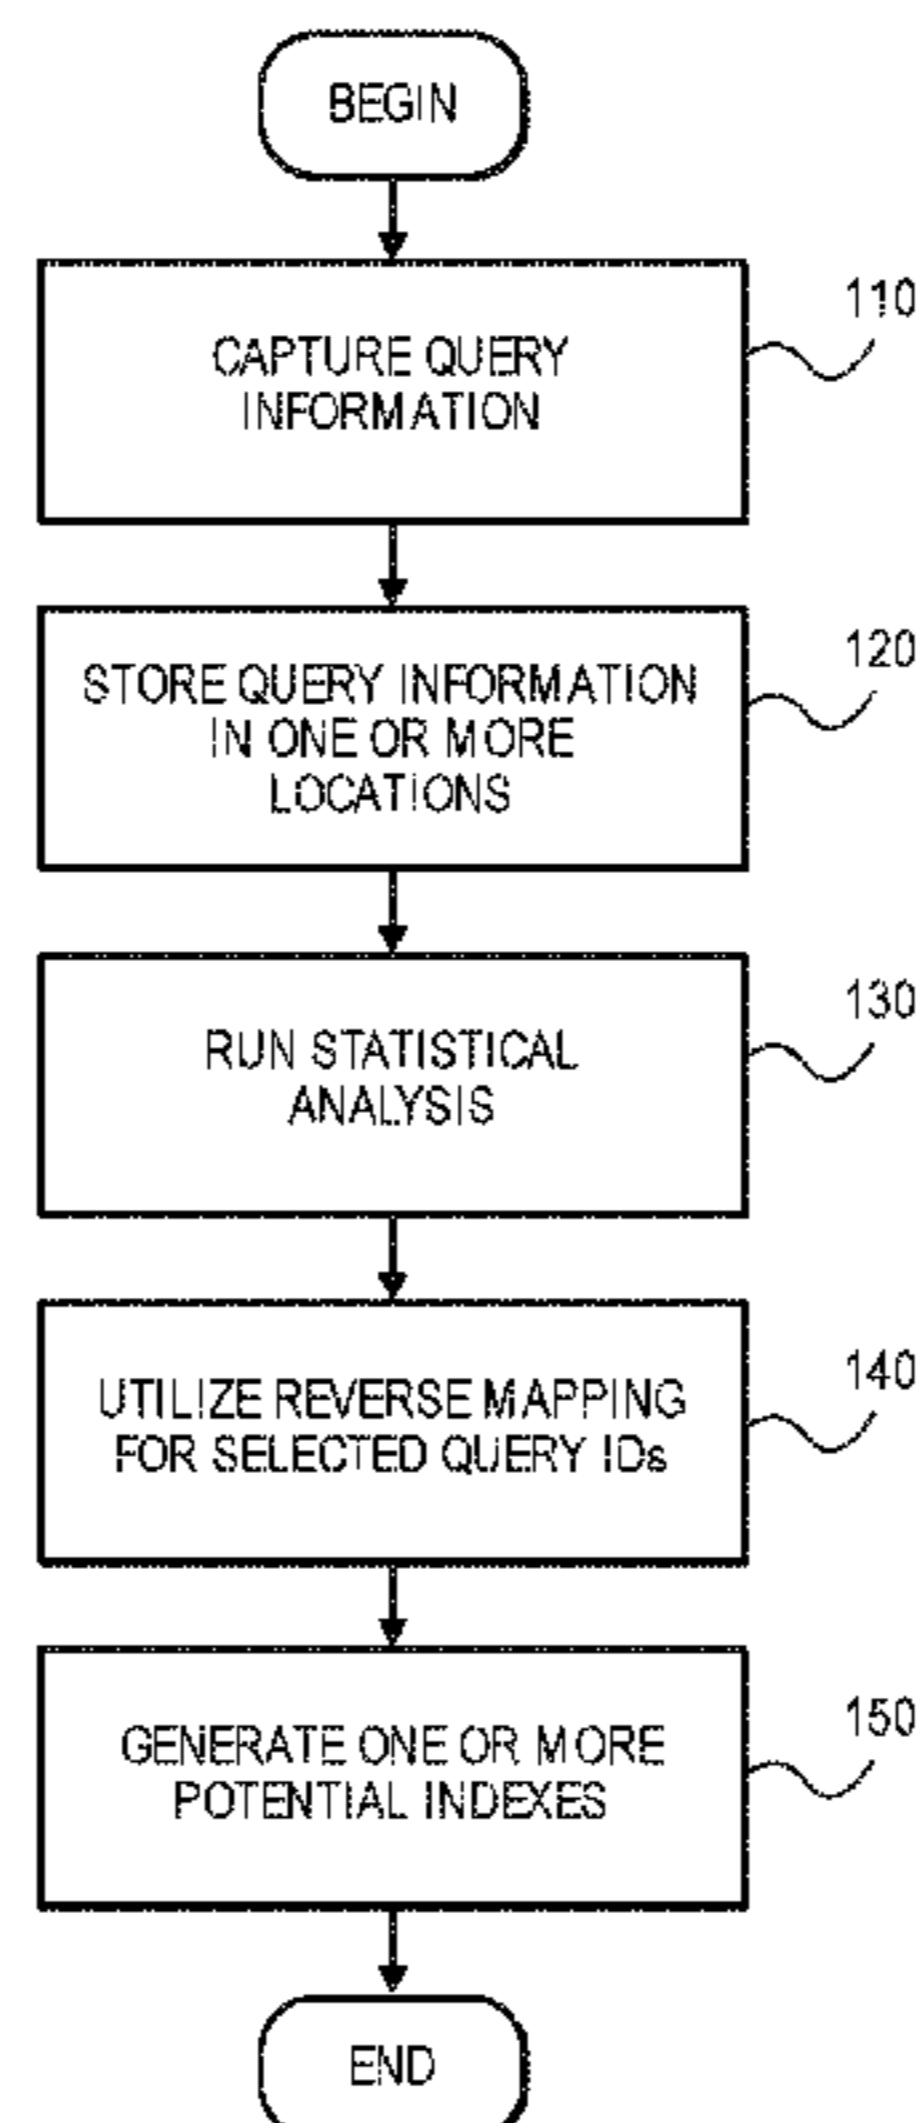 BEGIN
110
CAPTURE QUERY
INFORMATION
120
STORE QUERY INFORMATION
IN ONE OR MORE
LOCATIONS
130
RUN STATISTICAL
ANALYSIS
140
UTILIZE REVERSE MAPPING
FOR SELECTED QUERY IDs
150
GENERATE ONE OR MORE
POTENTIAL INDEXES
END